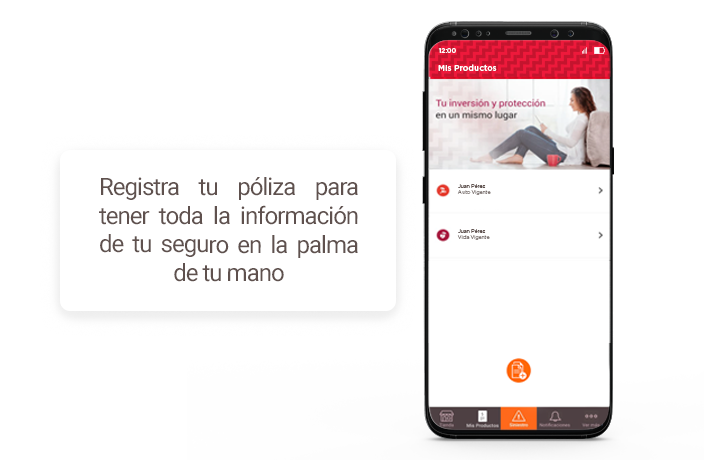 12:00
Mis Productos
Tu inversión y protección
en un mismo lugar
Juan Pérez
Auto Vigente
Juan Pérez
Vida Vigente
Registra tu póliza para
tener toda la información
de tu seguro en la palma
de tu mano
Tienda
Mis Productos
Siniestro
Notificaciones
Ver más